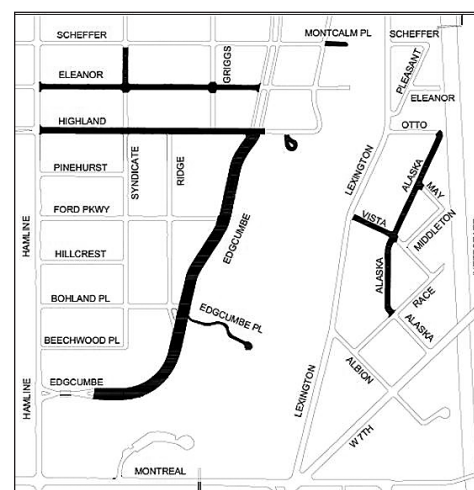 SCHEFFER
MONTCALM PL
SCHEFFER
ELEANOR
GRIGGS
PLEASANT
ELEANOR
HIGHLAND
OTTO
SYNDICATE
RIDGE
LEXINGTON
ALASKA
PINEHURST
MAY
FORD PKWY
VISTA
MIDDLETON
HAMLINE
EDGCUMBE
HILLCREST
ALASKA
BOHLAND PL
RACE
EDGCUMBE PL
ALASKA
BEECHWOOD PL
ALBION
EDGCUMBE
HAMLINE
LEXINGTON
W 7TH
MONTREAL